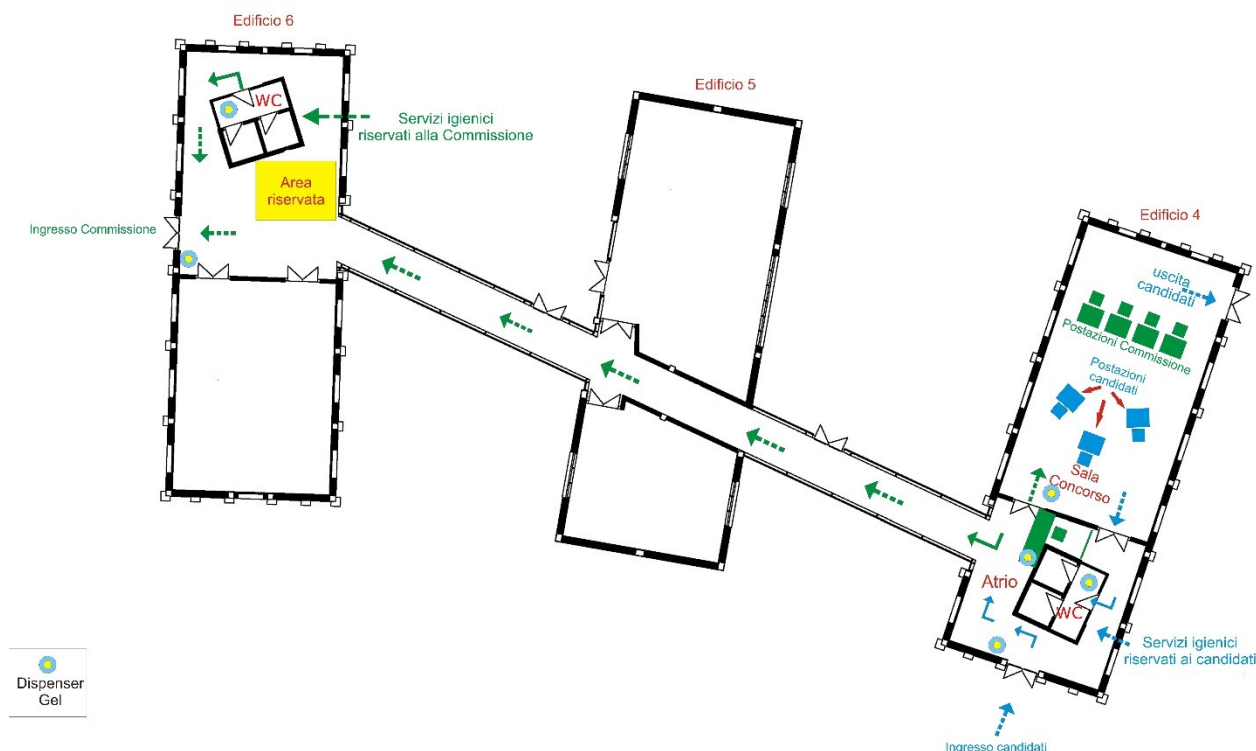 Edificio 6
WC
Servizi igienici
riservati alla Commissione
Area
riservata
Ingresso Commissione
Edificio 5
Edificio 4
uscita
candidati
Postazioni Commissione
Postazioni
candidati
Sala
Concorso
Atrio
WC
Servizi igienici
riservati ai candidati
Ingresso candidati
Dispenser
Gel